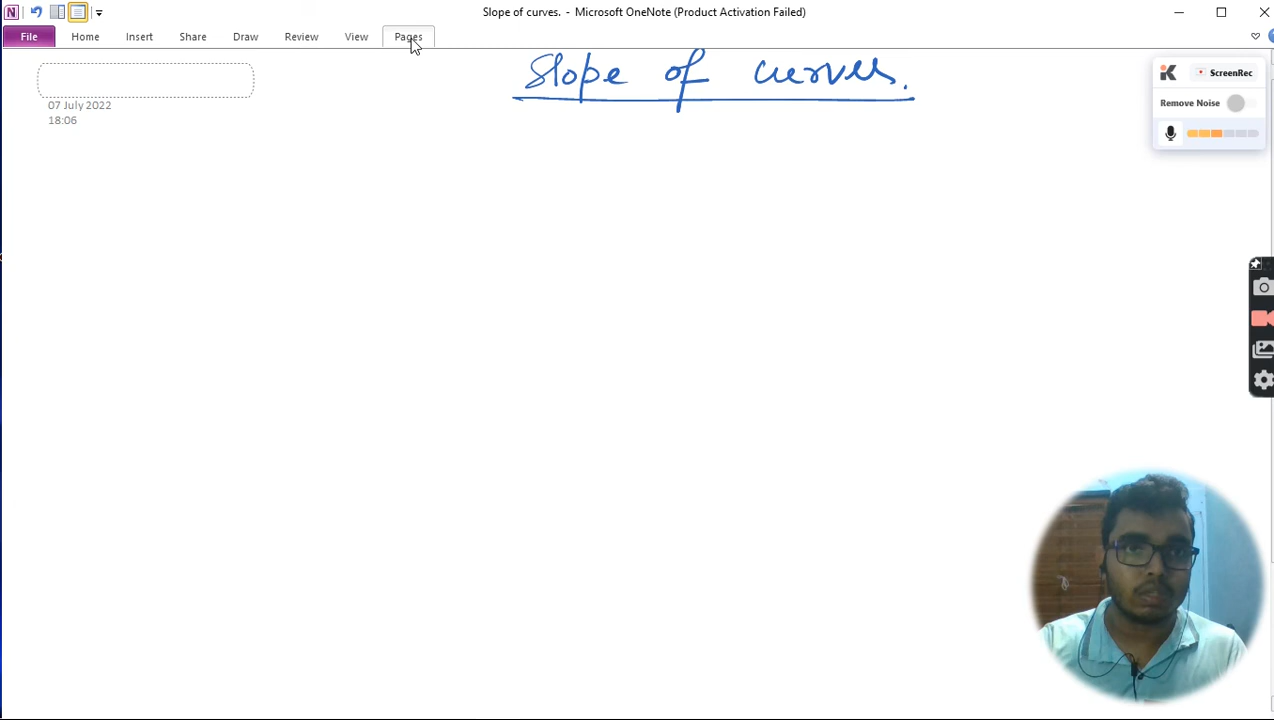 Slope of curves. - Microsoft OneNote (Product Activation Failed)
File Home Insert Share Draw Review View Pages
Slope of curves.
ScreenRec
Remove Noise
07 July 2022
18:06